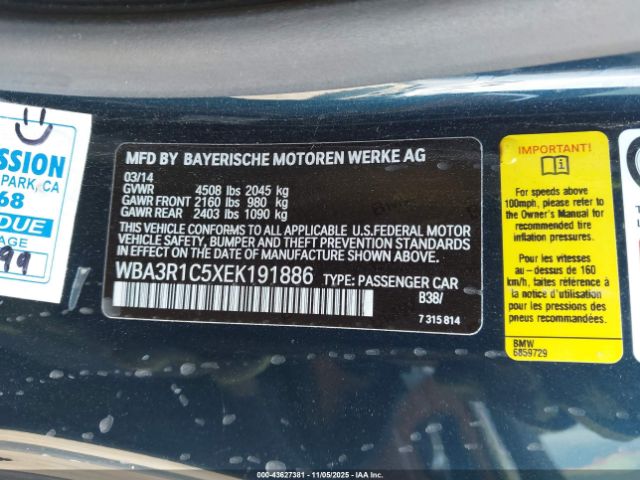 SSION
PARK, CA
68
DUE
AGE
99
MFD BY BAYERISCHE MOTOREN WERKE AG
03/14
GVWR 4508 lbs 2045 kg
GAWR FRONT 2160 lbs 980 kg
GAWR REAR 2403 lbs 1090 kg
THIS VEHICLE CONFORMS TO ALL APPLICABLE U.S.FEDERAL MOTOR
VEHICLE SAFETY, BUMPER AND THEFT PREVENTION STANDARDS
IN EFFECT ON DATE OF MANUFACTURE SHOWN ABOVE.
WBA3R1C5XEK191886 TYPE: PASSENGER CAR
B38/
7 315 814
IMPORTANT!
For speeds above
100mph, please refer to
the Owner's Manual for
recommended tire
inflation pressures.
Pour les vitesses
au-dessus de 160
km/h, faites référence
à la notice d'utilisation
pour les pressions des
pneus recommandées.
BMW
6859729
000-43627381 - 11/05/2025 - IAAI.COM